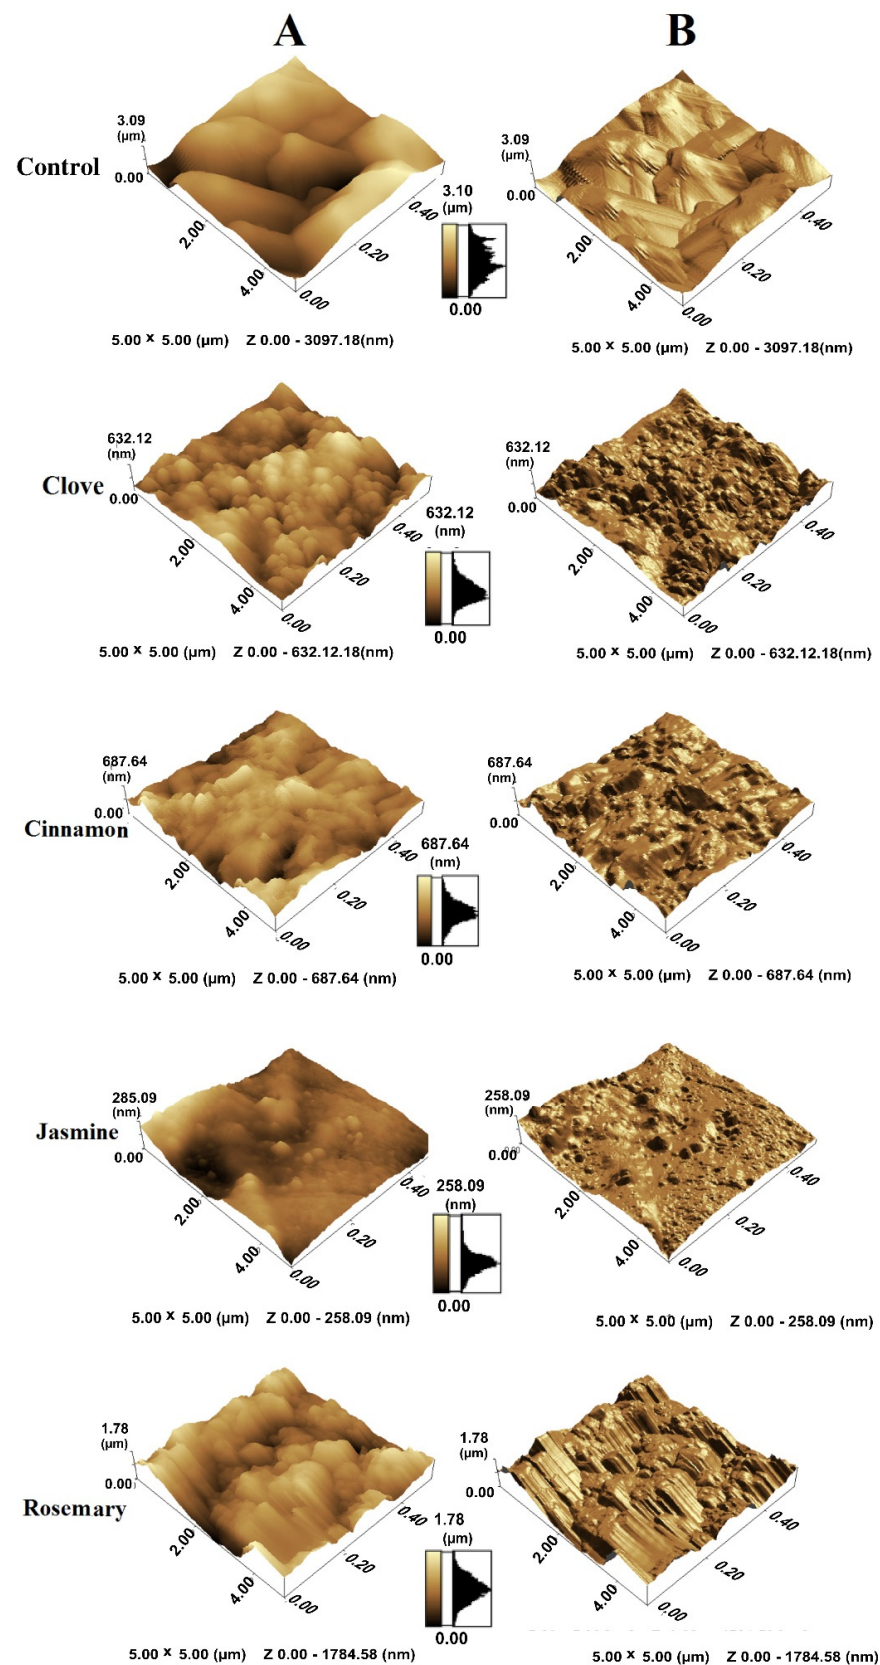 A
B
Control
3.09
(µm)
0.00
2.00
4.00
0.00
0.20
0.40
3.10
(µm)
0.00
5.00 x 5.00 (µm) Z 0.00 - 3097.18(nm)
3.09
(µm)
0.00
2.00
4.00
0.00
0.20
0.40
5.00 x 5.00 (µm) Z 0.00 - 3097.18(nm)
Clove
632.12
(nm)
0.00
2.00
4.00
0.00
0.20
0.40
632.12
(nm)
0.00
5.00 x 5.00 (µm) Z 0.00 - 632.12.18(nm)
632.12
(nm)
0.00
2.00
4.00
0.00
0.20
0.40
5.00 x 5.00 (µm) Z 0.00 - 632.12.18(nm)
Cinnamon
687.64
(nm)
0.00
2.00
4.00
0.00
0.20
0.40
687.64
(nm)
0.00
5.00 x 5.00 (µm) Z 0.00 - 687.64 (nm)
687.64
(nm)
0.00
2.00
4.00
0.00
0.20
0.40
5.00 x 5.00 (µm) Z 0.00 - 687.64 (nm)
Jasmine
285.09
(nm)
0.00
2.00
4.00
0.00
0.20
0.40
258.09
(nm)
0.00
5.00 x 5.00 (µm) Z 0.00 - 258.09 (nm)
258.09
(nm)
0.00
2.00
4.00
0.00
0.20
0.40
5.00 x 5.00 (µm) Z 0.00 - 258.09 (nm)
Rosemary
1.78
(µm)
0.00
2.00
4.00
0.00
0.20
0.40
1.78
(µm)
0.00
5.00 x 5.00 (µm) Z 0.00 - 1784.58 (nm)
1.78
(µm)
0.00
2.00
4.00
0.00
0.20
0.40
5.00 x 5.00 (µm) Z 0.00 - 1784.58 (nm)